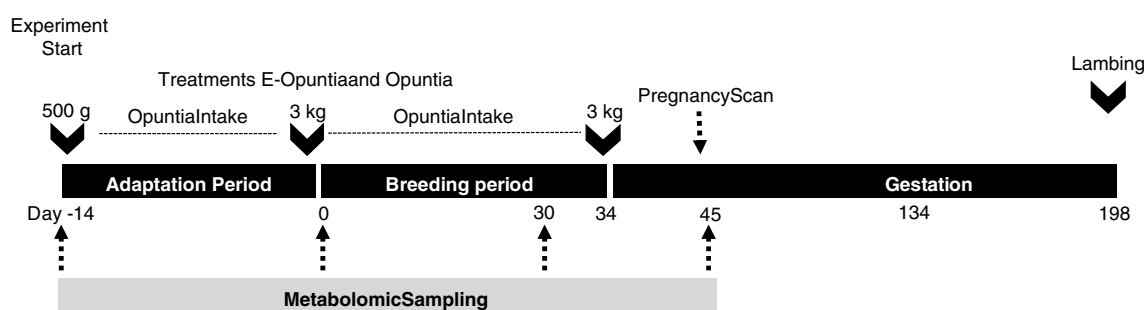 Experiment
Start
Lambing
Treatments E-Opuntiaand Opuntia
PregnancyScan
500 g
OpuntiaIntake
3 kg
OpuntiaIntake
3 kg
Adaptation Period
Breeding period
Gestation
Day -14
0
30
34
45
134
198
MetabolomicSampling